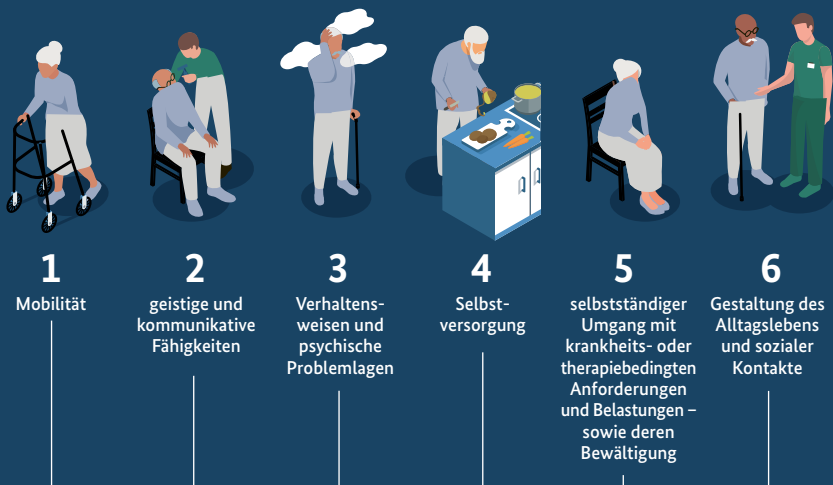 1
Mobilität
2
geistige und
kommunikative
Fähigkeiten
3
Verhaltens-
weisen und
psychische
Problemlagen
4
Selbst-
versorgung
5
selbstständiger
Umgang mit
krankheits- oder
therapiebedingten
Anforderungen
und Belastungen –
sowie deren
Bewältigung
6
Gestaltung des
Alltagslebens
und sozialer
Kontakte